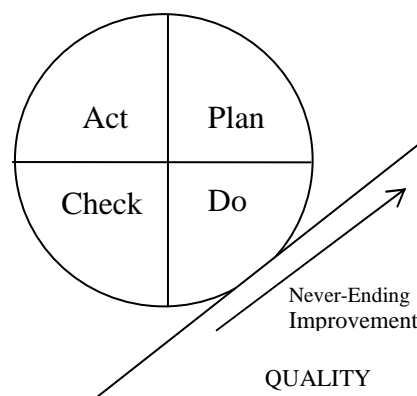 Act Plan
Check Do
Never-Ending
Improvement
QUALITY